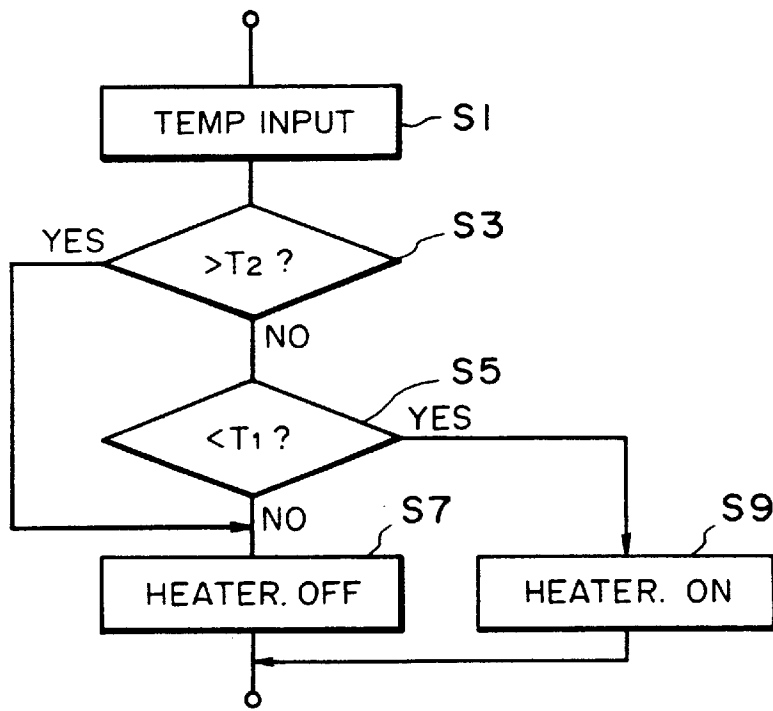 TEMP INPUT
S1
YES
>T2 ?
S3
NO
S5
<T1 ?
YES
NO
S7
S9
HEATER. OFF
HEATER. ON